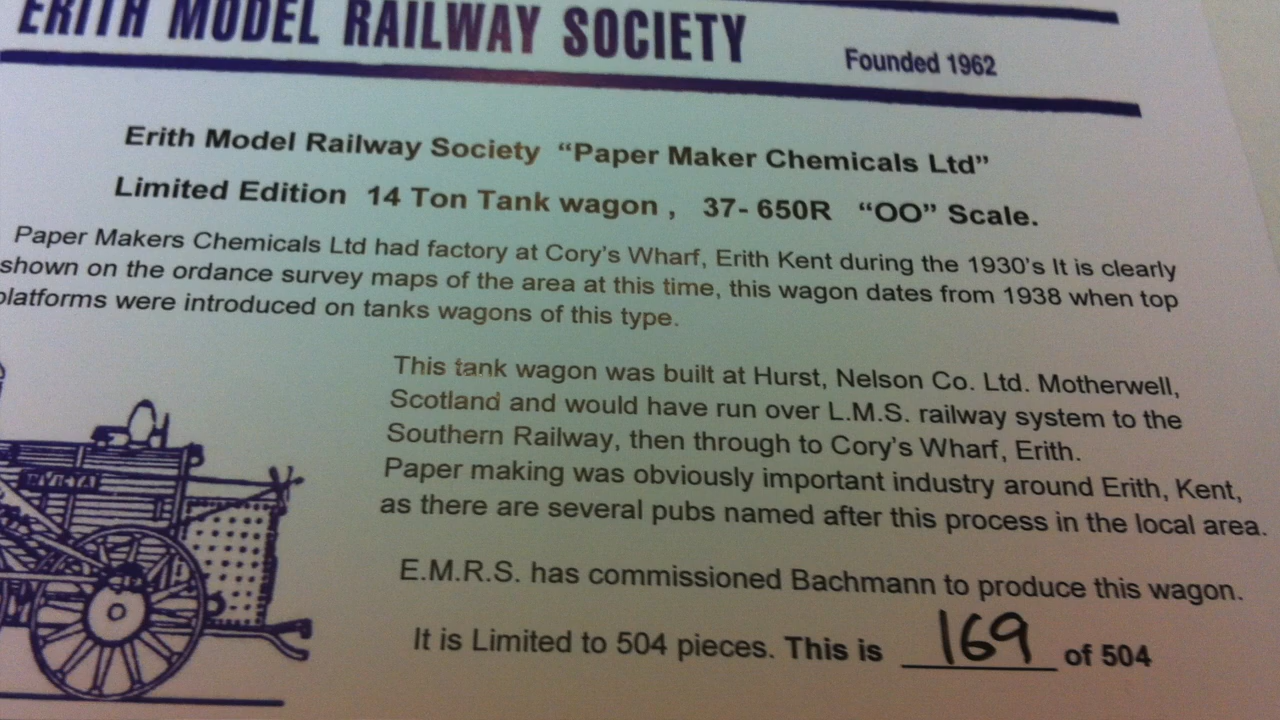 ERITH MODEL RAILWAY SOCIETY
Founded 1962
Erith Model Railway Society “Paper Maker Chemicals Ltd”
Limited Edition 14 Ton Tank wagon , 37- 650R “OO” Scale.
Paper Makers Chemicals Ltd had factory at Cory’s Wharf, Erith Kent during the 1930’s It is clearly
shown on the ordance survey maps of the area at this time, this wagon dates from 1938 when top
platforms were introduced on tanks wagons of this type.
This tank wagon was built at Hurst, Nelson Co. Ltd. Motherwell,
Scotland and would have run over L.M.S. railway system to the
Southern Railway, then through to Cory’s Wharf, Erith.
Paper making was obviously important industry around Erith, Kent,
as there are several pubs named after this process in the local area.
INVICTA
E.M.R.S. has commissioned Bachmann to produce this wagon.
It is Limited to 504 pieces. This is 169 of 504